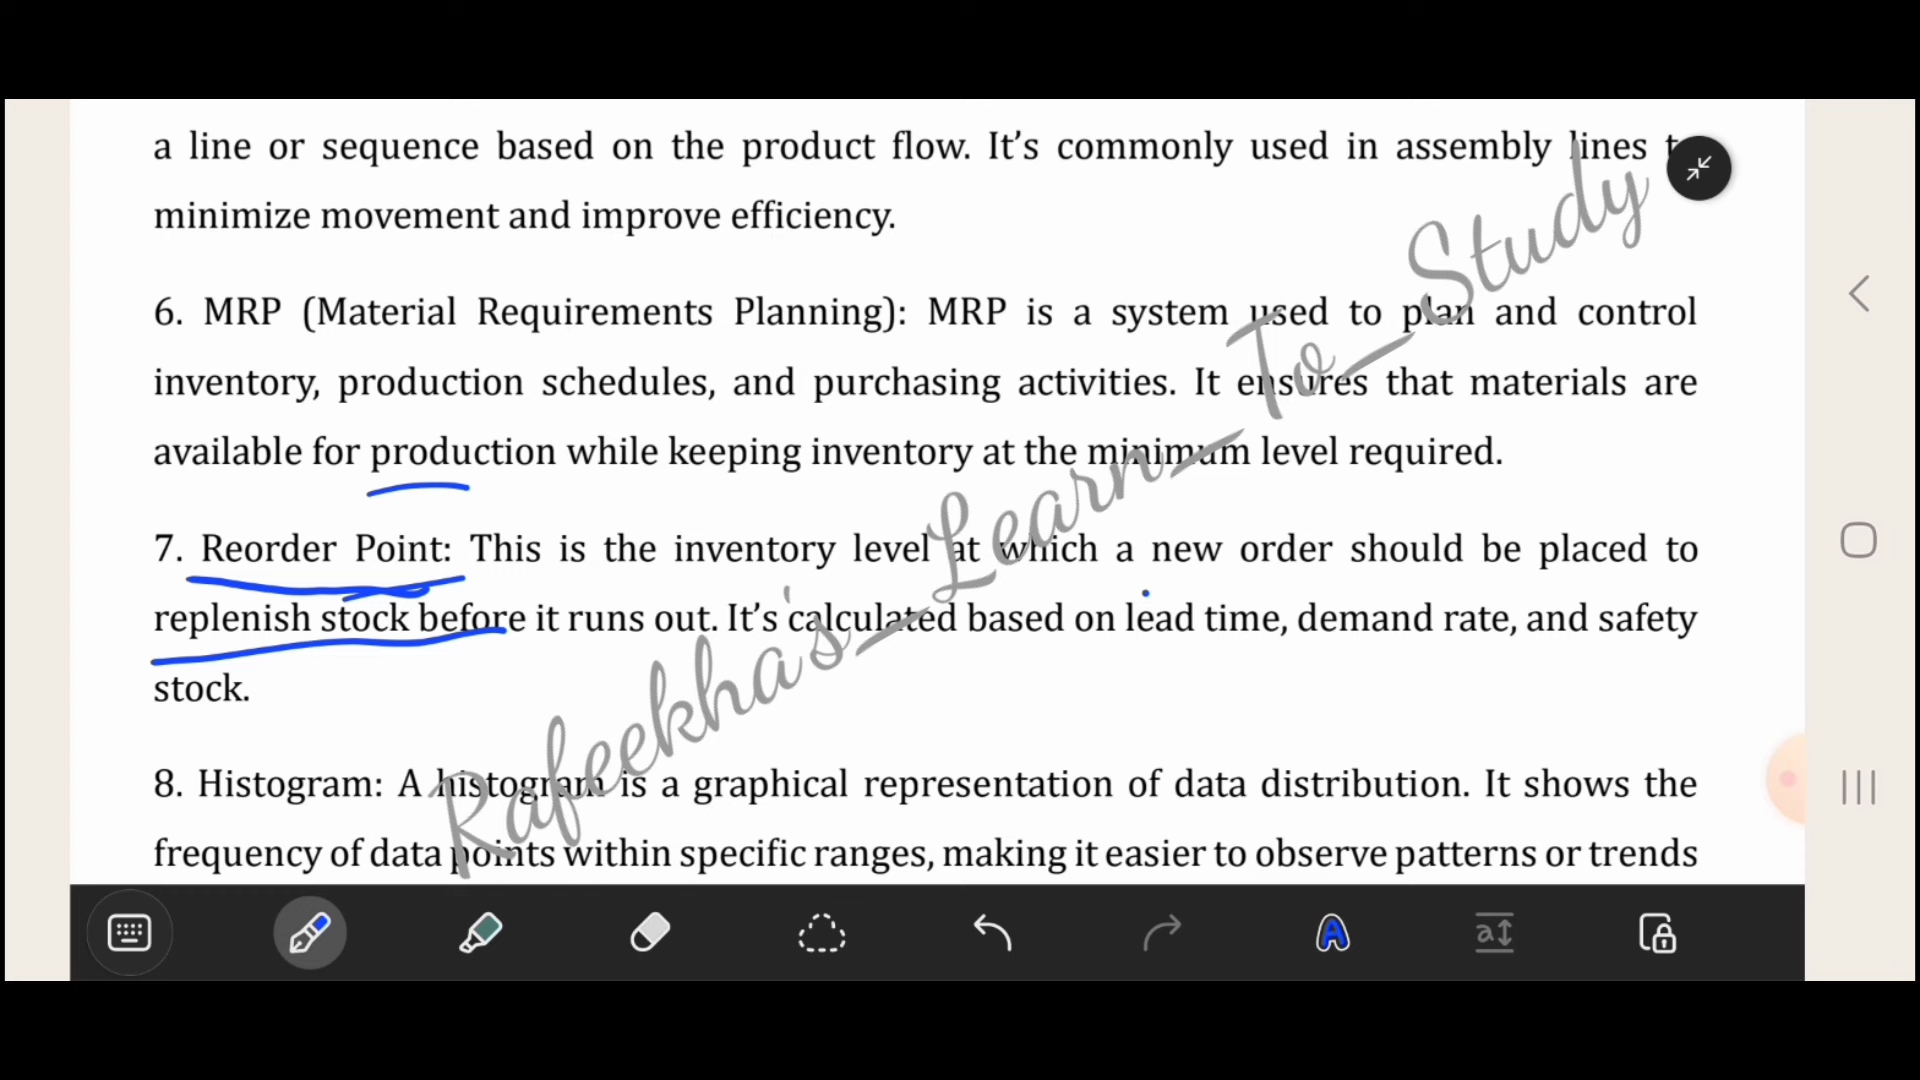 a line or sequence based on the product flow. It’s commonly used in assembly lines
minimize movement and improve efficiency.
6. MRP (Material Requirements Planning): MRP is a system used to plan and control
inventory, production schedules, and purchasing activities. It ensures that materials are
available for production while keeping inventory at the minimum level required.
7. Reorder Point: This is the inventory level at which a new order should be placed to
replenish stock before it runs out. It’s calculated based on lead time, demand rate, and safety
stock.
8. Histogram: A histogram is a graphical representation of data distribution. It shows the
frequency of data points within specific ranges, making it easier to observe patterns or trends
Rafeekha's_Learn_To_Study